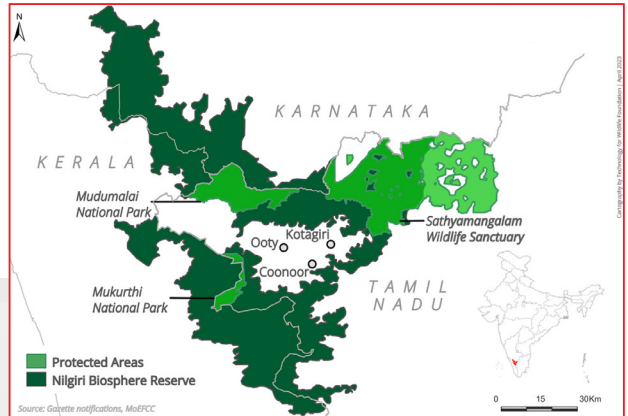 N
KARNATAKA
KERALA
Mudumalai
National Park
Sathyamangalam
Wildlife Sanctuary
Kotagiri
Ooty
Coonoor
TAMIL
NADU
Mukurthi
National Park
Protected Areas
Nilgiri Biosphere Reserve
Source: Gazette notifications, MoEFCC
0 15 30Km
Cartography by Technology for Wildlife Foundation | April 2023